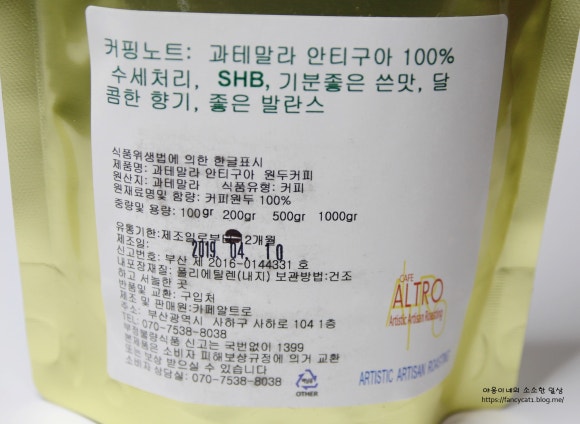 커핑노트: 과테말라 안티구아 100%
수세처리, SHB, 기분좋은 쓴맛, 달
콤한 향기, 좋은 발란스
식품위생법에 의한 한글표시
제품명: 과테말라 안티구아 원두커피
원산지: 과테말라 식품유형: 커피
원재료명및 함량: 커피원두 100%
중량및 용량: 100gr 200gr 500gr 1000gr
유통기한:제조일로부터 2개월
제조일: 2019. 04. 10
신고번호: 부산 제 2016-0144331 호
내포장재질: 폴리에틸렌(내지) 보관방법:건조
하고 서늘한 곳
반품및 교환: 구입처
제조 및 판매원:카페알트로
주소: 부산광역시 사하구 사하로 104 1층
TEL: 070-7538-8038
부정불량식품 신고는 국번없이 1399
본제품은 소비자 피해보상규정에 의거 교환
또는 보상 받으실 수 있습니다
소비자 상담실: 070-7538-8038
OTHER
CAFE
ALTRO
Artistic Artisan Roasting
ARTISTIC ARTISAN ROASTING
야옹이네의 소소한 일상
https://fancycat1.blog.me/